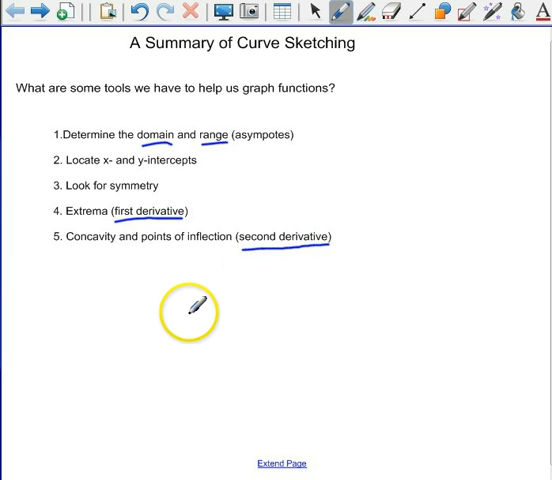 A Summary of Curve Sketching
What are some tools we have to help us graph functions?
1.Determine the domain and range (asympotes)
2. Locate x- and y-intercepts
3. Look for symmetry
4. Extrema (first derivative)
5. Concavity and points of inflection (second derivative)
Extend Page